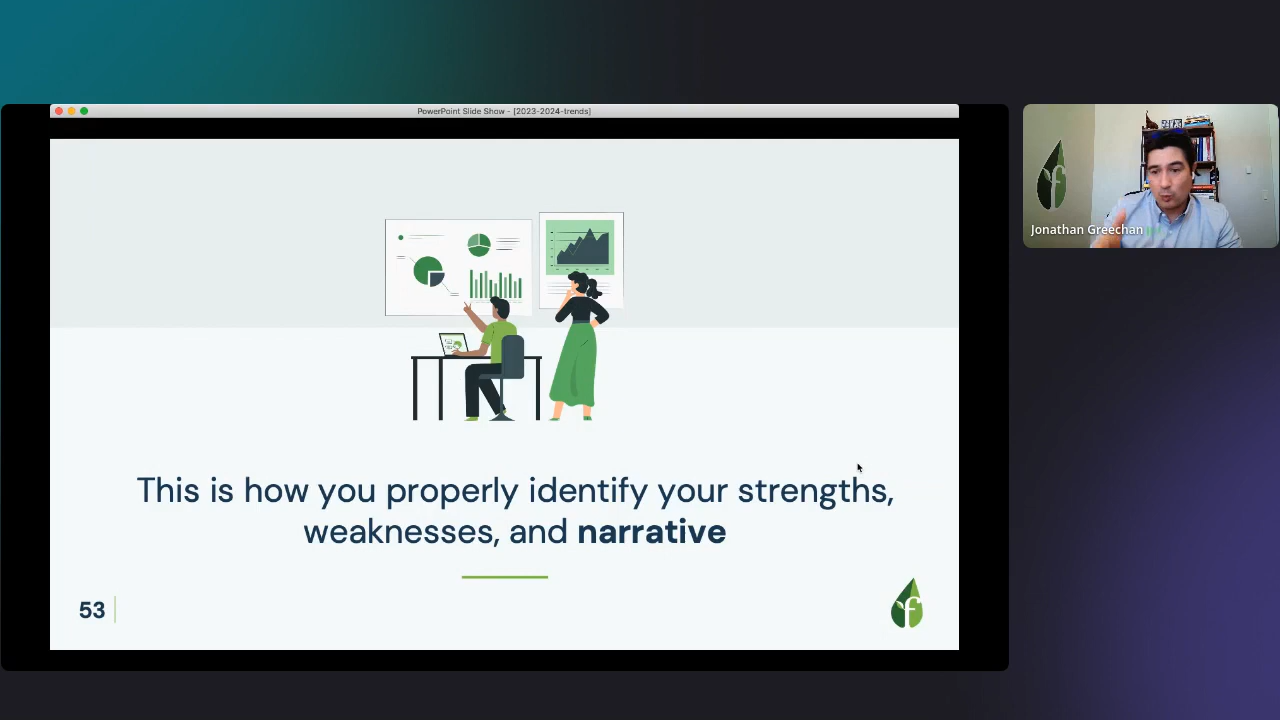 PowerPoint Slide Show - [2023-2024-trends]
This is how you properly identify your strengths,
weaknesses, and narrative
53
f
f
Jonathan Greechan